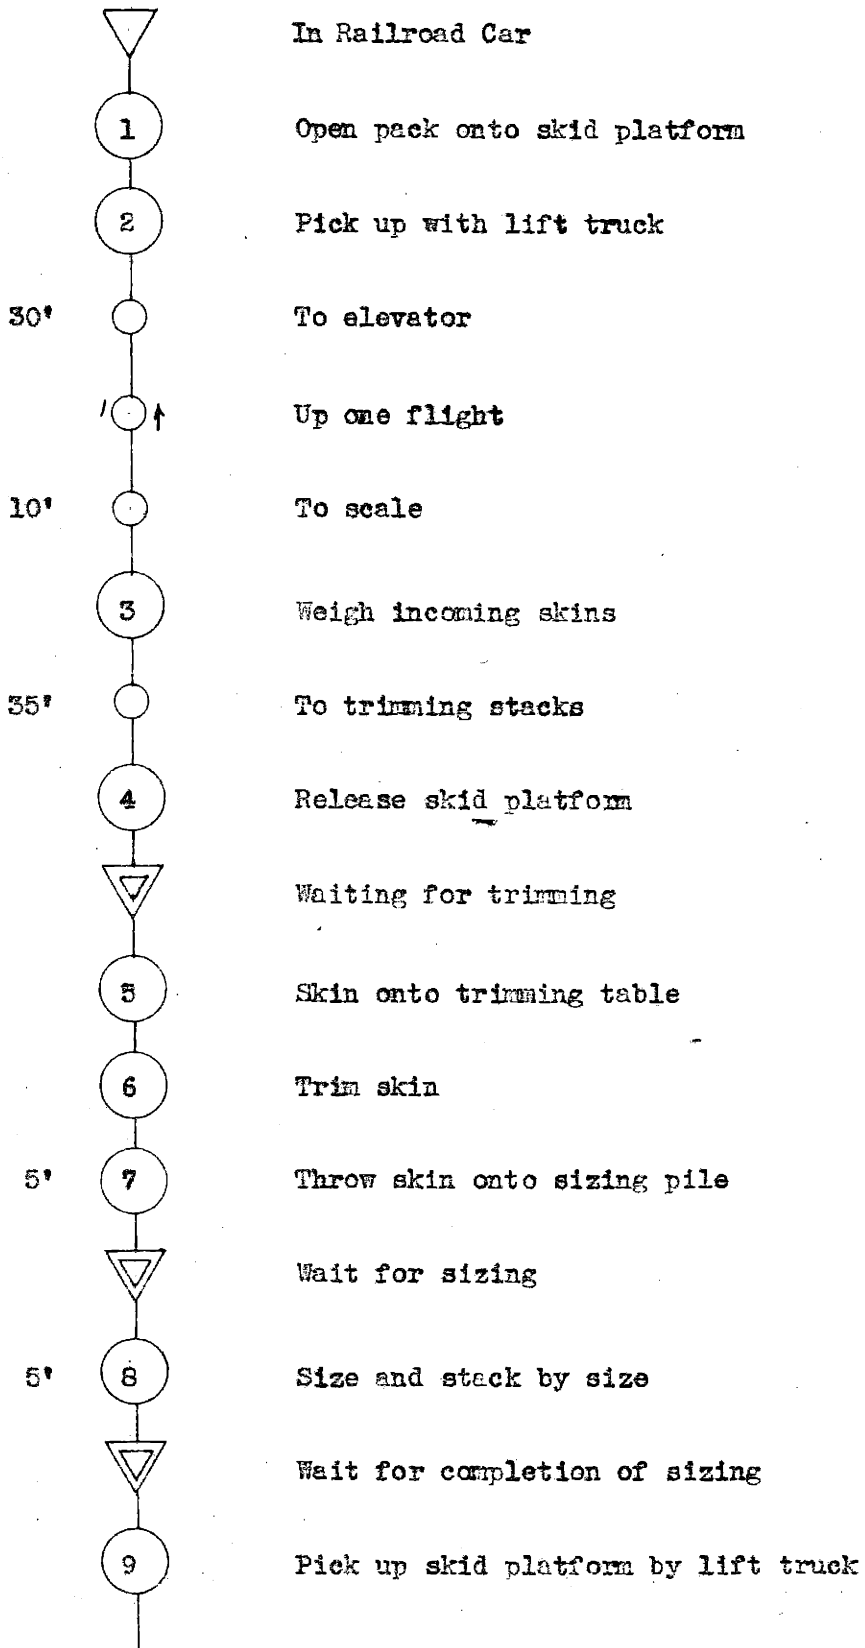 In Railroad Car
1 Open pack onto skid platform
2 Pick up with lift truck
30' To elevator
1 ↑ Up one flight
10' To scale
3 Weigh incoming skins
35' To trimming stacks
4 Release skid platform
Waiting for trimming
5 Skin onto trimming table
6 Trim skin
5' 7 Throw skin onto sizing pile
Wait for sizing
5' 8 Size and stack by size
Wait for completion of sizing
9 Pick up skid platform by lift truck